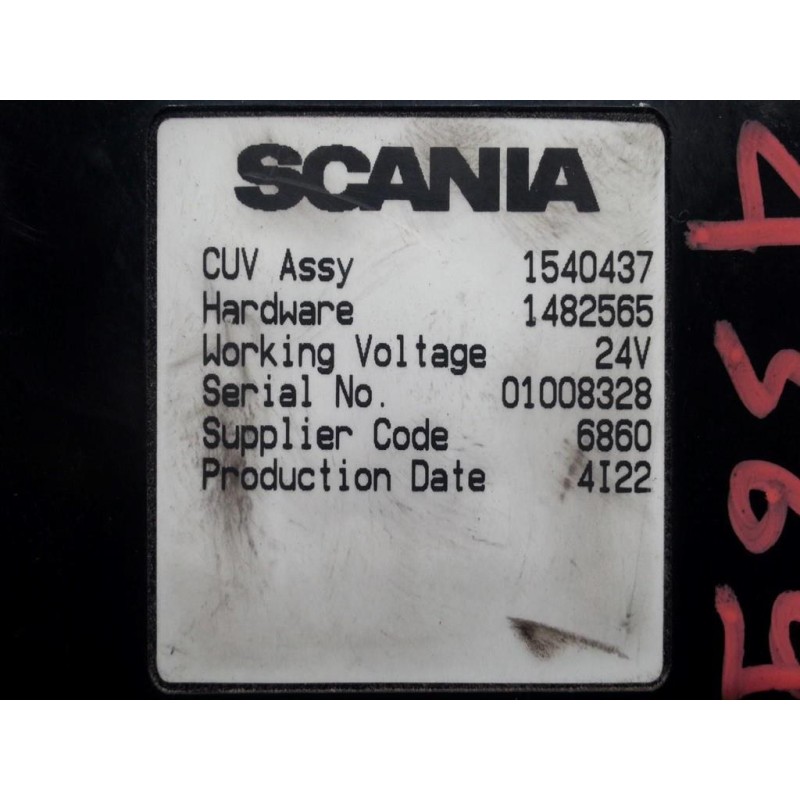 SCANIA
CUV Assy 1540437
Hardware 1482565
Working Voltage 24V
Serial No. 01008328
Supplier Code 6860
Production Date 4I22